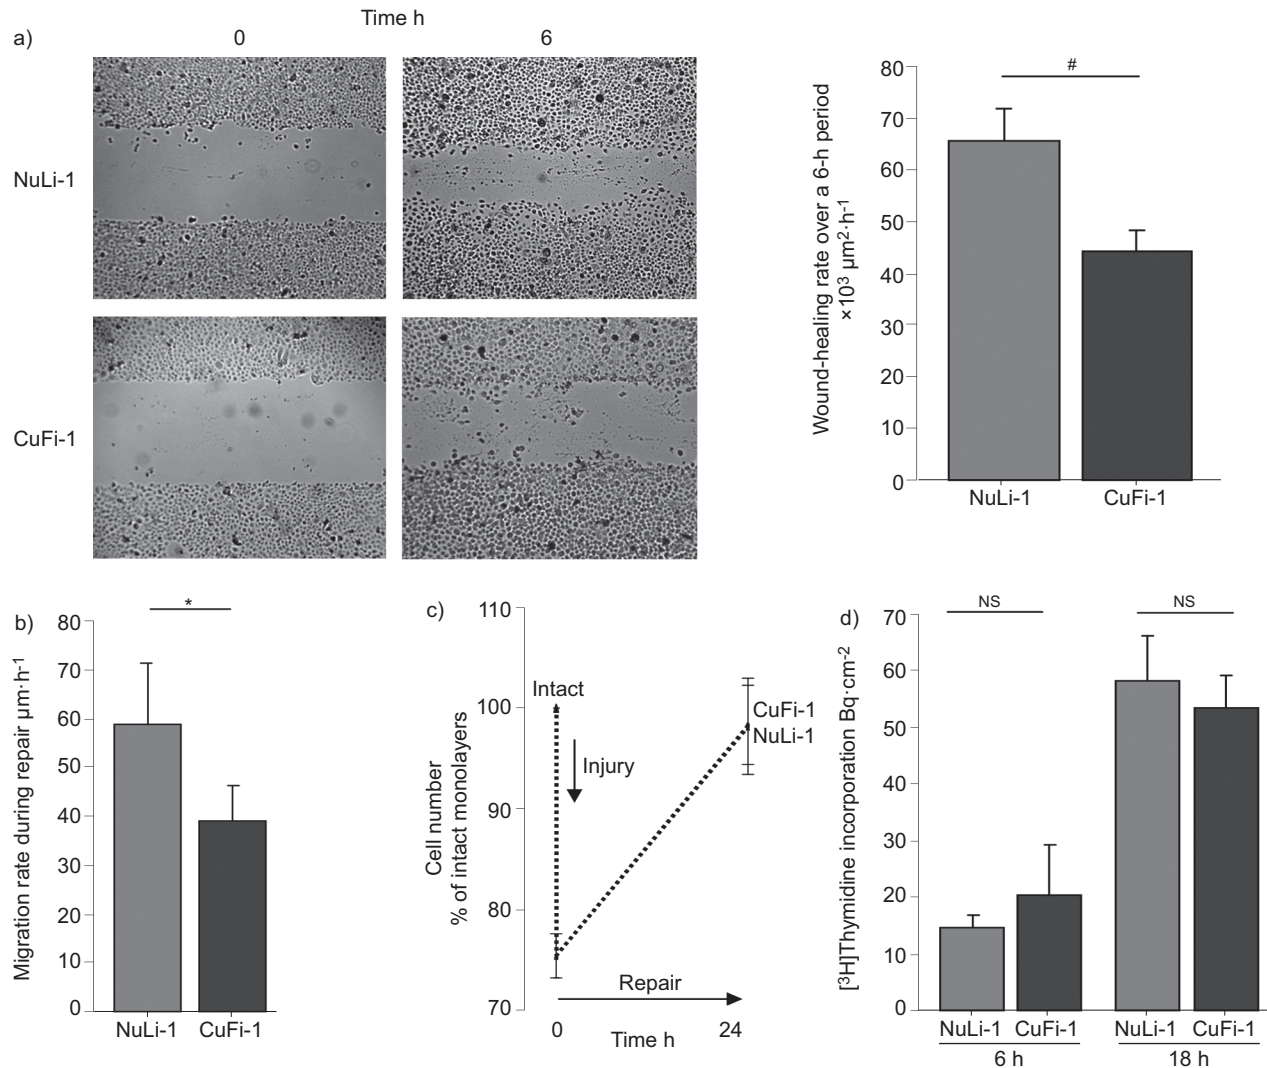 a)
Time h
0
6
NuLi-1
CuFi-1
Wound-healing rate over a 6-h period
×10³ µm²·h⁻¹
80
70
60
50
40
30
20
10
0
#
NuLi-1
CuFi-1
b)
Migration rate during repair µm·h⁻¹
80
70
60
50
40
30
20
10
0
*
NuLi-1
CuFi-1
c)
Cell number
% of intact monolayers
110
100
90
80
70
Intact
Injury
CuFi-1
NuLi-1
Repair
0
24
Time h
d)
[³H]Thymidine incorporation Bq·cm⁻²
70
60
50
40
30
20
10
0
NS
NS
NuLi-1 CuFi-1 NuLi-1 CuFi-1
6 h
18 h